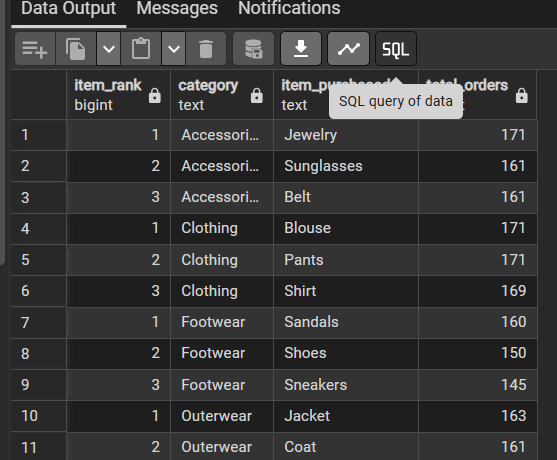 Data Output Messages Notifications
SQL
item_rank category item_purchased total_orders
bigint text text
SQL query of data
1 1 Accessori... Jewelry 171
2 2 Accessori... Sunglasses 161
3 3 Accessori... Belt 161
4 1 Clothing Blouse 171
5 2 Clothing Pants 171
6 3 Clothing Shirt 169
7 1 Footwear Sandals 160
8 2 Footwear Shoes 150
9 3 Footwear Sneakers 145
10 1 Outerwear Jacket 163
11 2 Outerwear Coat 161